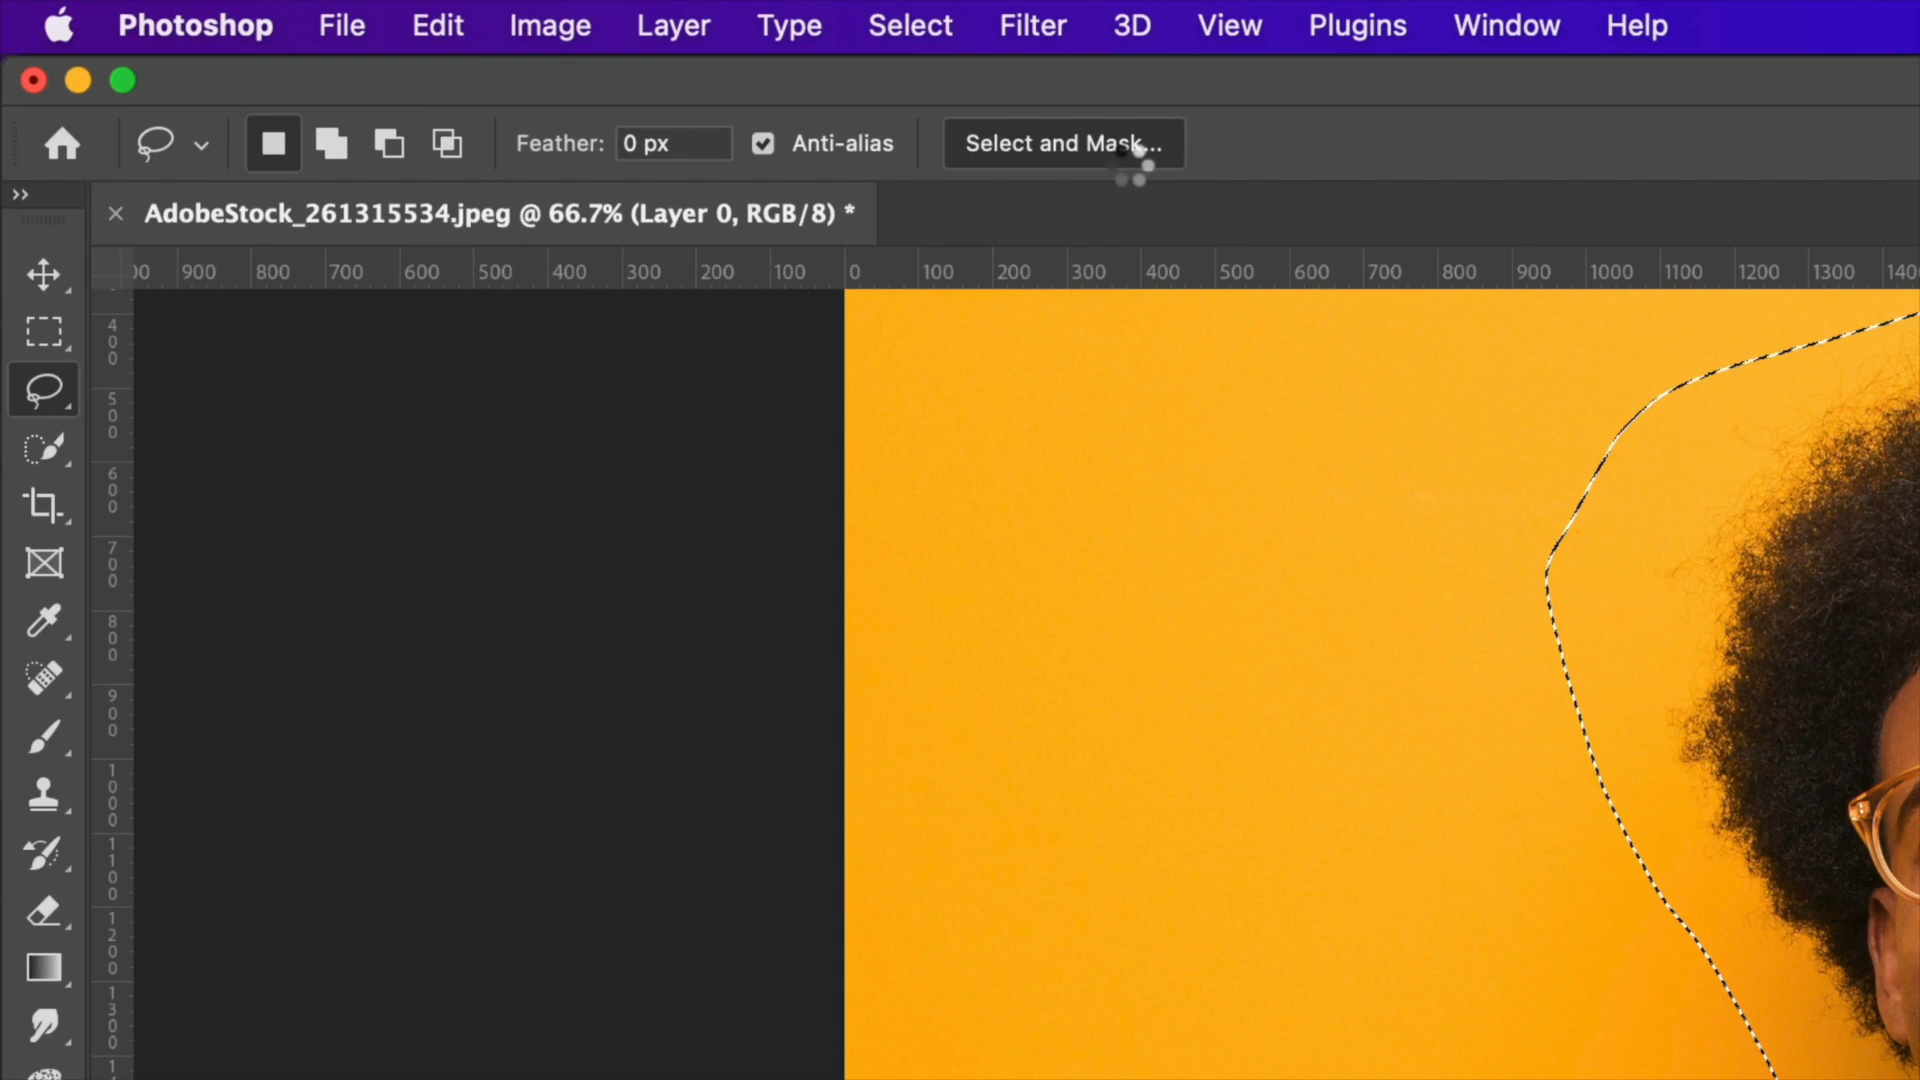 Photoshop File Edit Image Layer Type Select Filter 3D View Plugins Window Help
Feather: 0 px Anti-alias Select and Mask...
AdobeStock_261315534.jpeg @ 66.7% (Layer 0, RGB/8) *
900 800 700 600 500 400 300 200 100 0 100 200 300 400 500 600 700 800 900 1000 1100 1200 1300
400
500
600
700
800
900
1000
1100
1200
1300